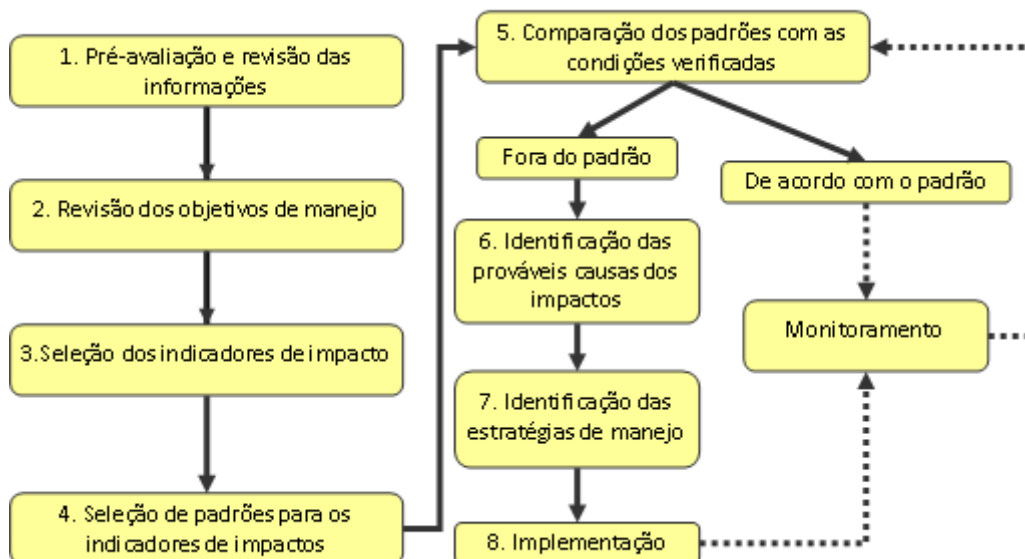 1. Pré-avaliação e revisão das
informações
2. Revisão dos objetivos de manejo
3.Seleção dos indicadores de impacto
4. Seleção de padrões para os
indicadores de impactos
5. Comparação dos padrões com as
condições verificadas
Fora do padrão
De acordo com o padrão
6. Identificação das
prováveis causas dos
impactos
Monitoramento
7. Identificação das
estratégias de manejo
8. Implementação